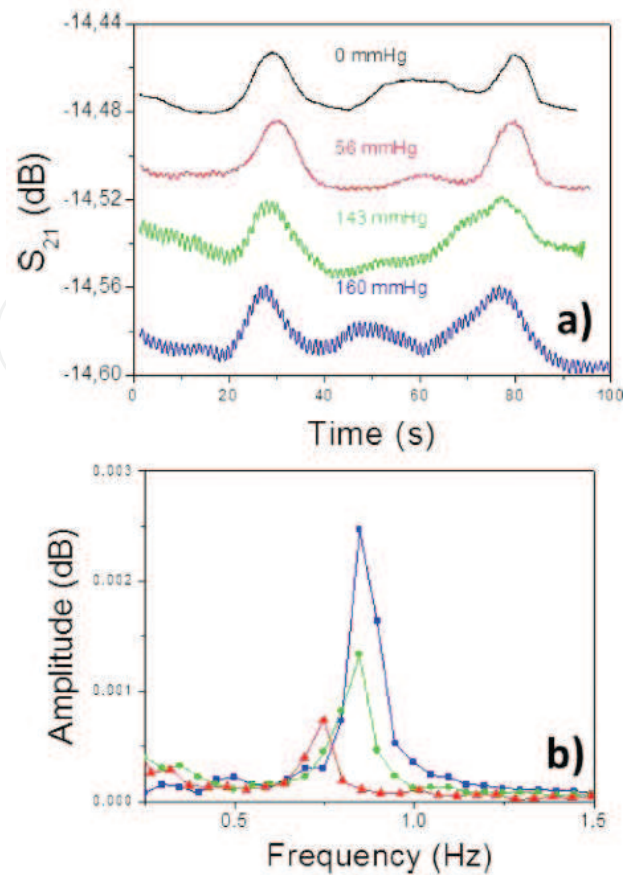 -14,44
0 mmHg
-14,48
56 mmHg
-14,52
143 mmHg
-14,56
160 mmHg
a)
-14,60
0 20 40 60 80 100
S21 (dB)
Time (s)
0.003
0.002
0.001
b)
0.000
0.5 1.0 1.5
Amplitude (dB)
Frequency (Hz)